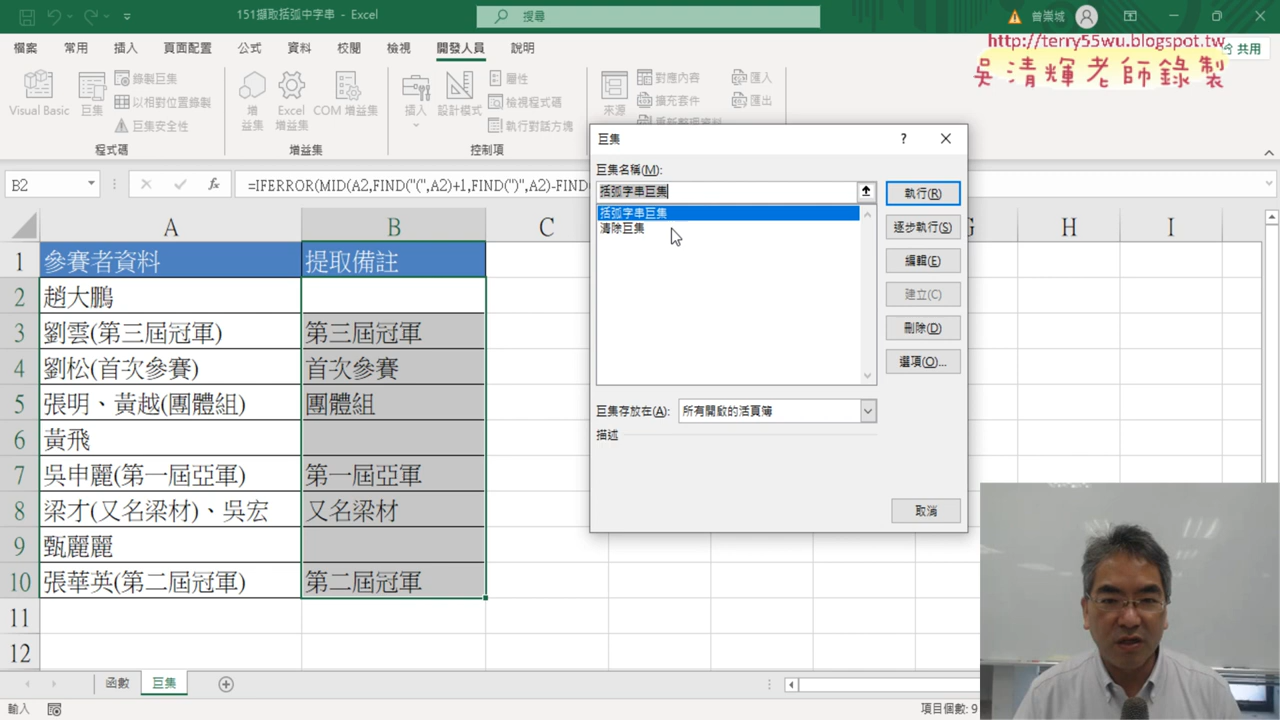 151擷取括弧中字串 - Excel
搜尋
曾崇城
檔案 常用 插入 頁面配置 公式 資料 校閱 檢視 開發人員 說明
共用
http://terry55wu.blogspot.tw
吳清輝老師錄製
Visual Basic
巨集
錄製巨集
以相對位置錄製
巨集安全性
程式碼
增益集
Excel 增益集
COM 增益集
增益集
插入
設計模式
屬性
檢視程式碼
執行對話方塊
控制項
來源
對應內容
擴充套件
重新整理資料
匯入
匯出
B2
=IFERROR(MID(A2,FIND("(",A2)+1,FIND(")",A2)-FIND
A B C G H I
1 參賽者資料 提取備註
2 趙大鵬
3 劉雲(第三屆冠軍) 第三屆冠軍
4 劉松(首次參賽) 首次參賽
5 張明、黃越(團體組) 團體組
6 黃飛
7 吳申麗(第一屆亞軍) 第一屆亞軍
8 梁才(又名梁材)、吳宏 又名梁材
9 甄麗麗
10 張華英(第二屆冠軍) 第二屆冠軍
11
12
巨集
?
巨集名稱(M):
括弧字串巨集
括弧字串巨集
清除巨集
執行(R)
逐步執行(S)
編輯(E)
建立(C)
刪除(D)
選項(O)...
巨集存放在(A): 所有開啟的活頁簿
描述
取消
函數 巨集
輸入
項目個數: 9